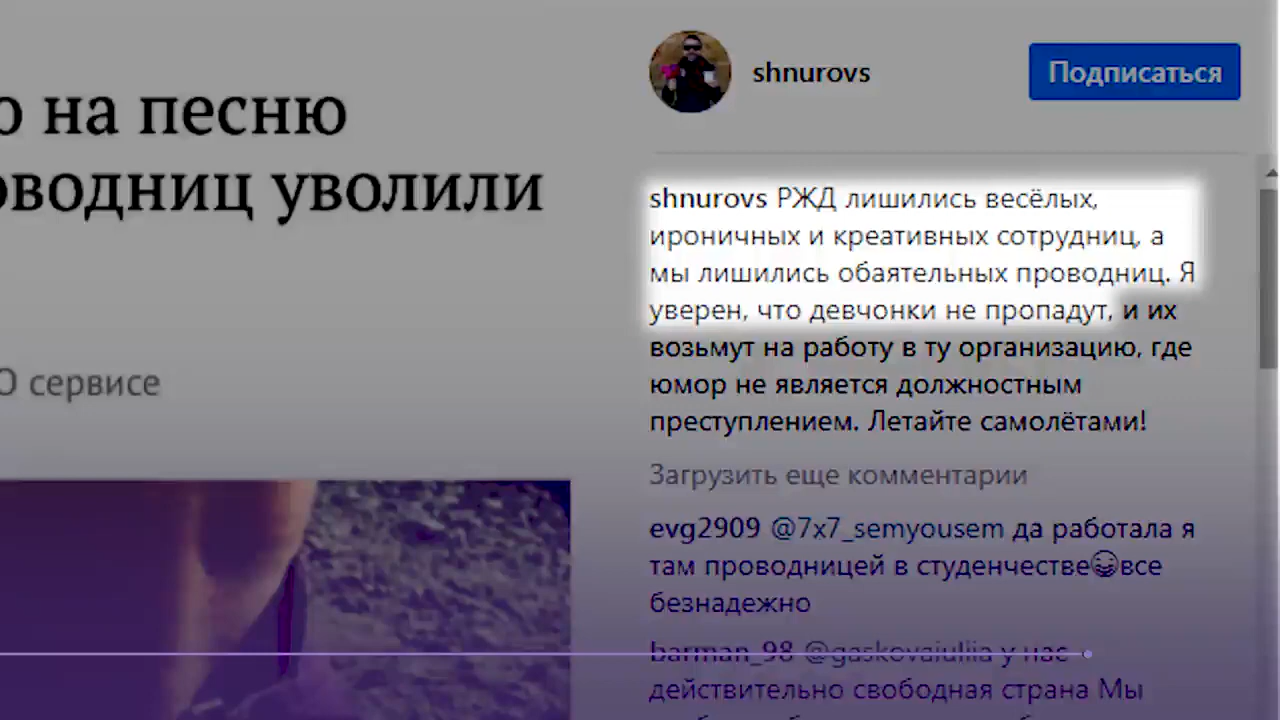 о на песню
оводниц уволили
О сервисе
shnurovs
Подписаться
shnurovs РЖД лишились весёлых,
ироничных и креативных сотрудниц, а
мы лишились обаятельных проводниц. Я
уверен, что девчонки не пропадут, и их
возьмут на работу в ту организацию, где
юмор не является должностным
преступлением. Летайте самолётами!
Загрузить еще комментарии
evg2909 @7x7_semyousem да работала я
там проводницей в студенчестве😂все
безнадежно
barman_98 @gaskovajuliia у нас
действительно свободная страна Мы